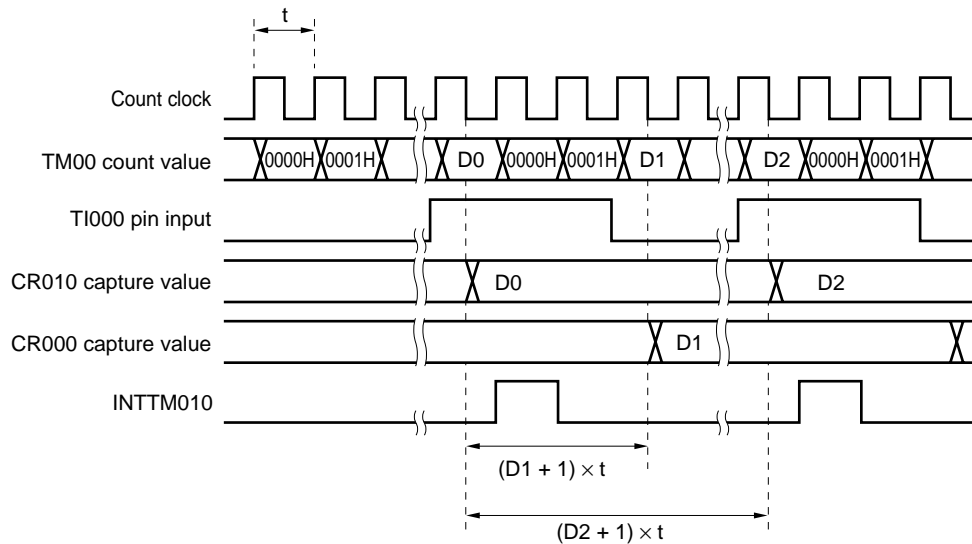 t
Count clock
TM00 count value 0000H 0001H D0 0000H 0001H D1 D2 0000H 0001H
TI000 pin input
CR010 capture value D0 D2
CR000 capture value D1
INTTM010
(D1 + 1) × t
(D2 + 1) × t